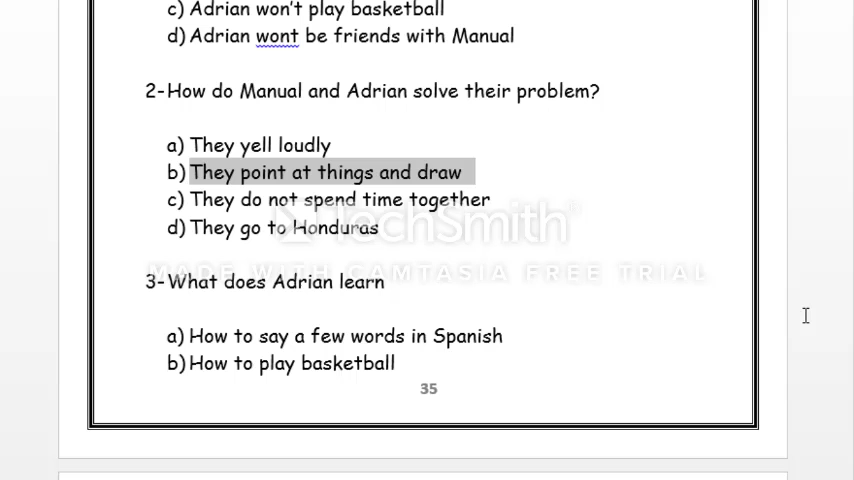 c) Adrian won't play basketball
d) Adrian wont be friends with Manual
2-How do Manual and Adrian solve their problem?
a) They yell loudly
b) They point at things and draw
c) They do not spend time together
d) They go to Honduras
TechSmith
MADE WITH CAMTASIA FREE TRIAL
3-What does Adrian learn
a) How to say a few words in Spanish
b) How to play basketball
35